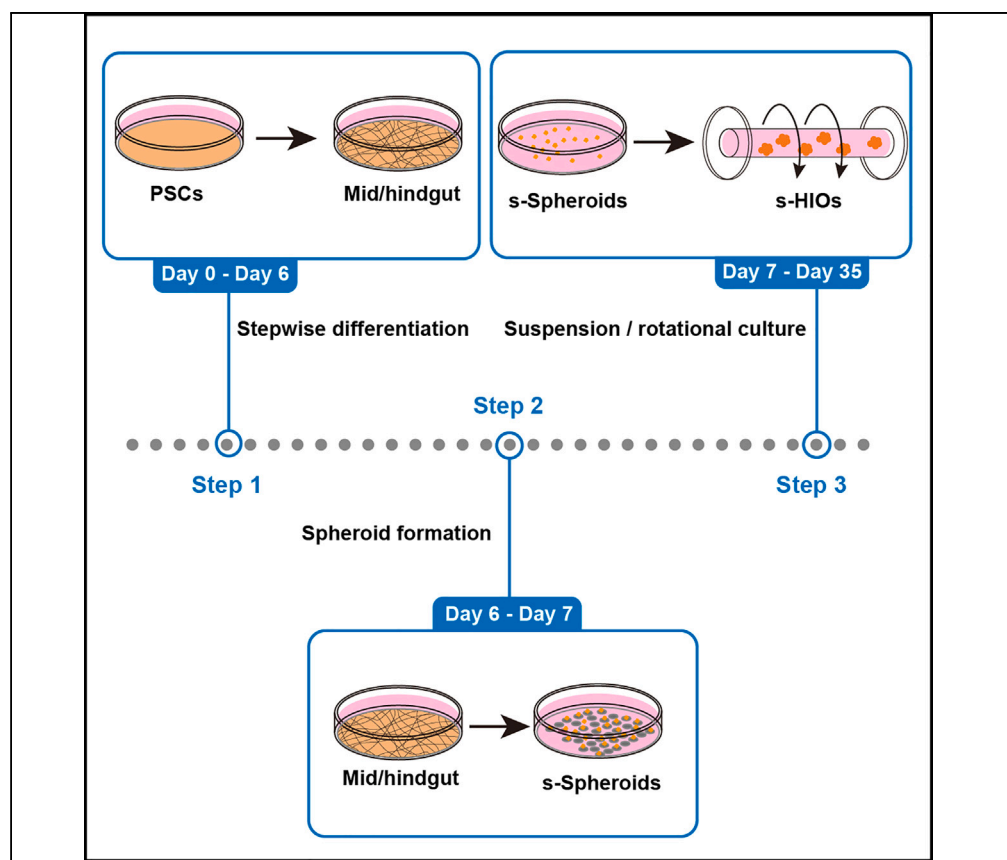 PSCs
Mid/hindgut
Day 0 - Day 6
Stepwise differentiation
s-Spheroids
s-HIOs
Day 7 - Day 35
Suspension / rotational culture
Step 1
Step 2
Step 3
Spheroid formation
Day 6 - Day 7
Mid/hindgut
s-Spheroids